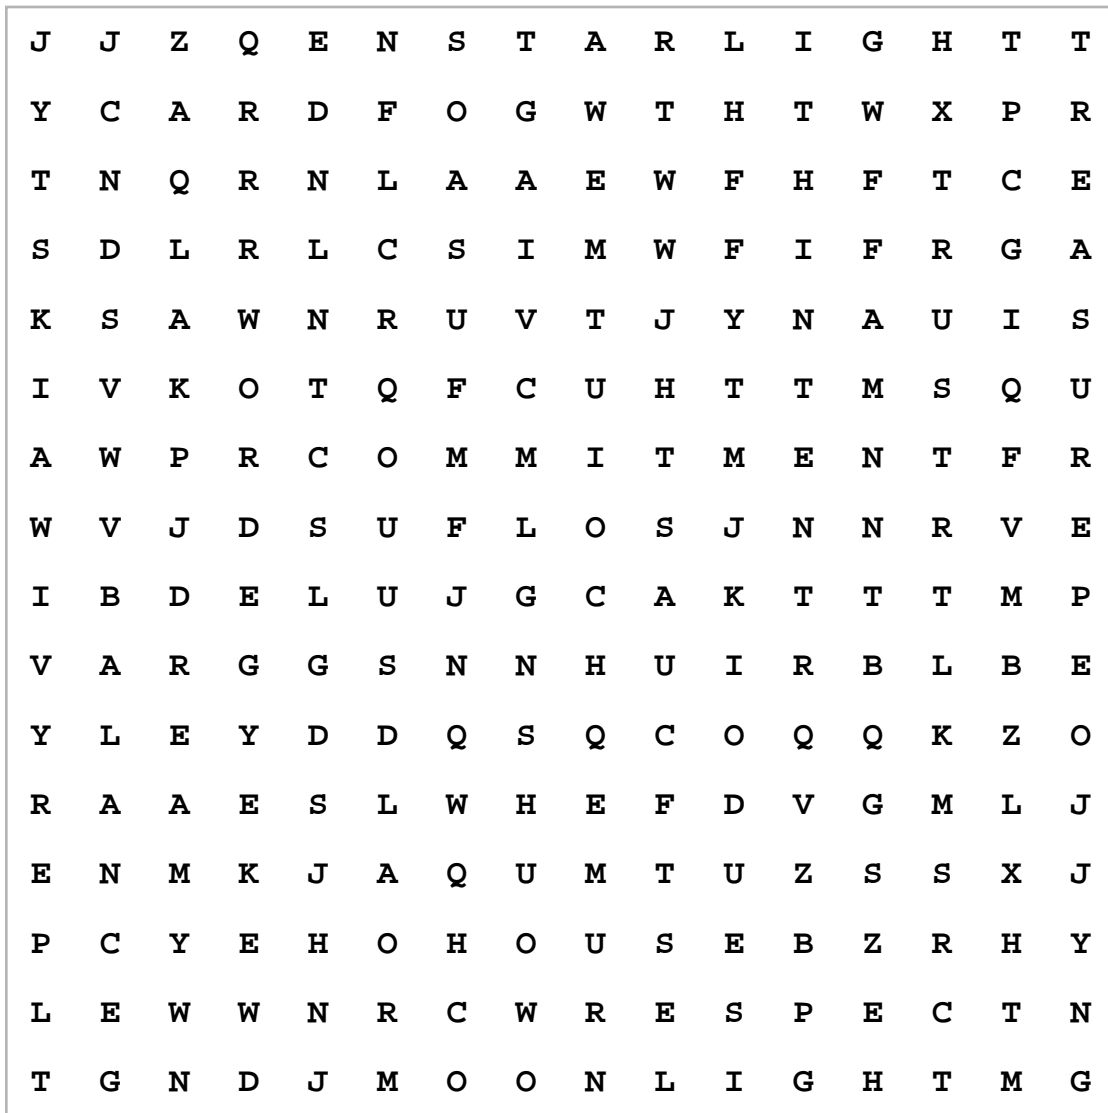 J J Z Q E N S T A R L I G H T T
Y C A R D F O G W T H T W X P R
T N Q R N L A A E W F H F T C E
S D L R L C S I M W F I F R G A
K S A W N R U V T J Y N A U I S
I V K O T Q F C U H T T M S Q U
A W P R C O M M I T M E N T F R
W V J D S U F L O S J N N R V E
I B D E L U J G C A K T T T M P
V A R G G S N N H U I R B L B E
Y L E Y D D Q S Q C O Q Q K Z O
R A A E S L W H E F D V G M L J
E N M K J A Q U M T U Z S S X J
P C Y E H O H O U S E B Z R H Y
L E W W N R C W R E S P E C T N
T G N D J M O O N L I G H T M G